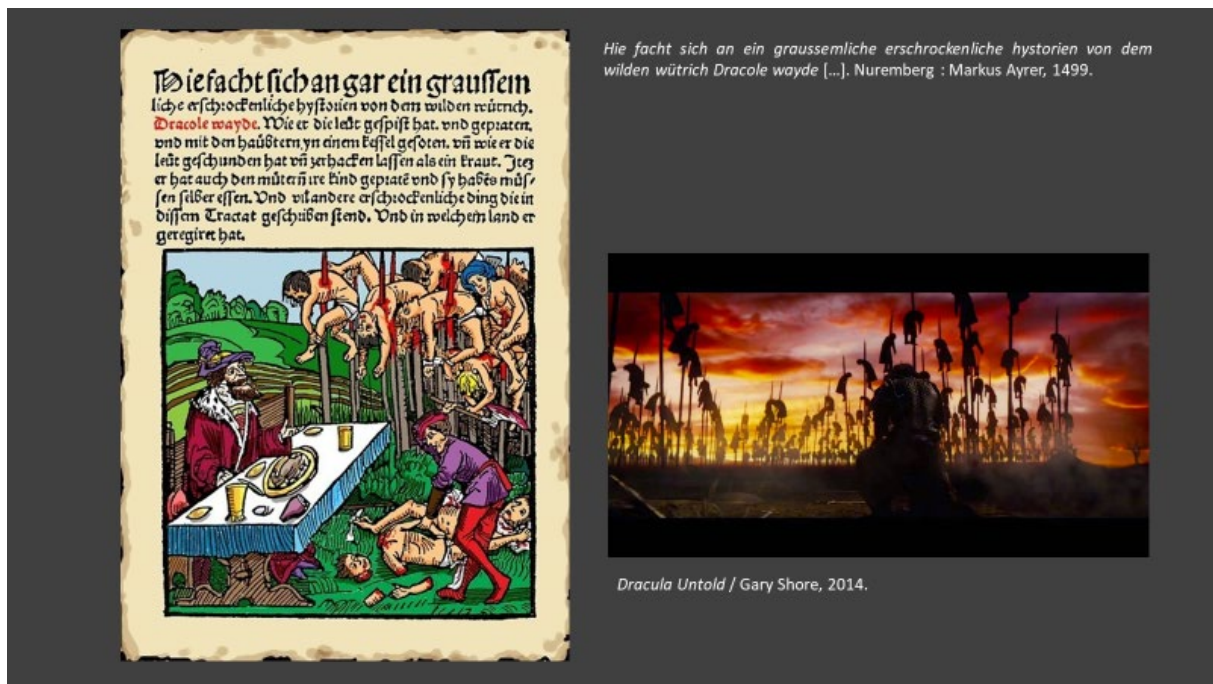 Hie facht sich an gar ein graussem
liche erschrockenliche hystorien von dem wilden wütrich.
Dracole wayde. Wie er die leüt gespist hat. vnd gepraten.
vnd mit den haübtern yn einem kessel gesoten. vñ wie er die
leüt geschunden hat vñ zerhacken lassen als ein kraut. Jteʒ
er hat auch den mütern̄ ire kind gepratē vnd sy habēs müs/
sen selber essen. Vnd vil andere erschrockenliche ding die in
dissem Tractat geschriben stend. Vnd in welchem land er
geregiret hat.
Hie facht sich an ein graussemliche erschrockenliche hystorien von dem
wilden wütrich Dracole wayde […]. Nuremberg : Markus Ayrer, 1499.
Dracula Untold / Gary Shore, 2014.